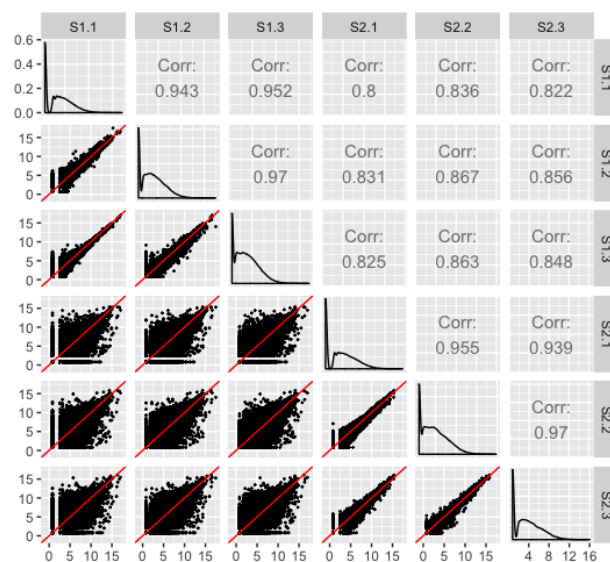 S1.1 S1.2 S1.3 S2.1 S2.2 S2.3
0.6
0.4
0.2
0.0
Corr:
0.943
Corr:
0.952
Corr:
0.8
Corr:
0.836
Corr:
0.822
S1.1
15
10
5
0
Corr:
0.97
Corr:
0.831
Corr:
0.867
Corr:
0.856
S1.2
15
10
5
0
Corr:
0.825
Corr:
0.863
Corr:
0.848
S1.3
15
10
5
0
Corr:
0.955
Corr:
0.939
S2.1
15
10
5
0
Corr:
0.97
S2.2
15
10
5
0
S2.3
0 5 10 15 0 5 10 15 0 5 10 15 0 5 10 15 0 5 10 15 4 8 12 16